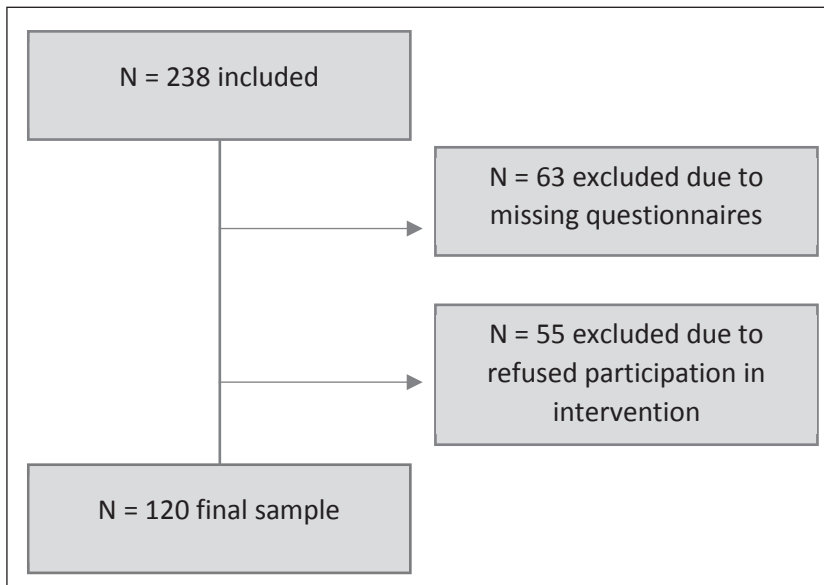 N = 238 included
N = 63 excluded due to
missing questionnaires
N = 55 excluded due to
refused participation in
intervention
N = 120 final sample